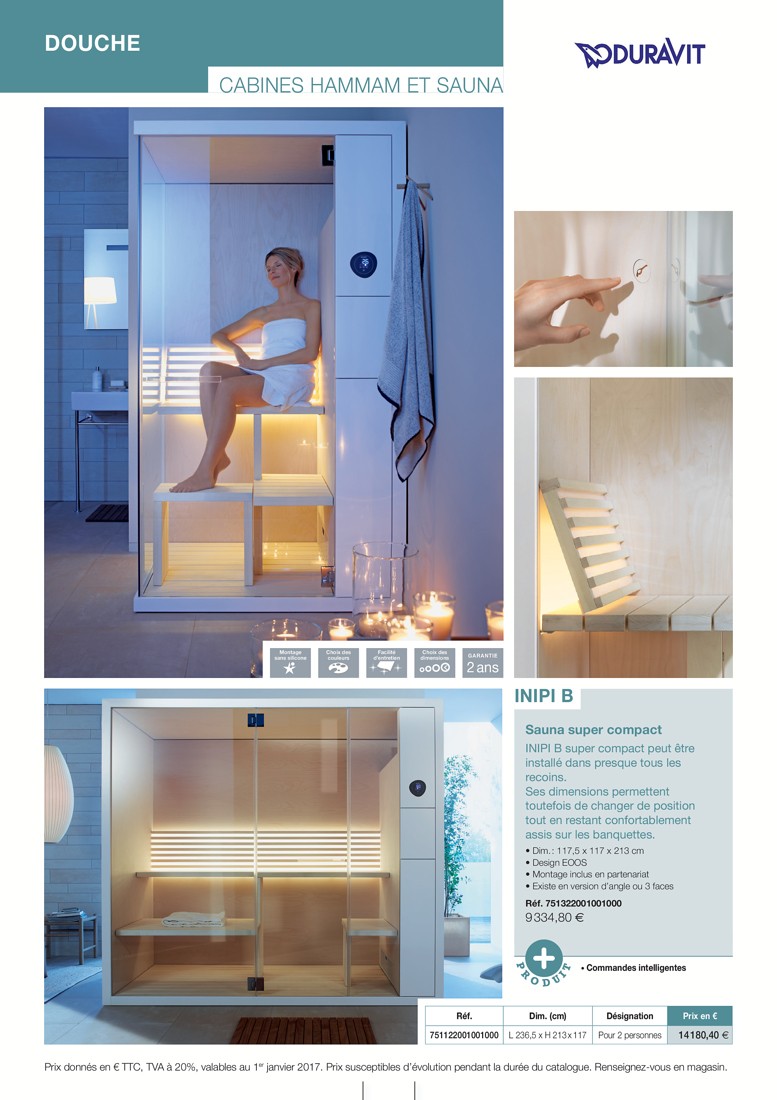 DOUCHE
DURAVIT
CABINES HAMMAM ET SAUNA
Montage
sans silicone
Choix des
couleurs
Facilité
d'entretien
Choix des
dimensions
GARANTIE
2 ans
INIPI B
Sauna super compact
INIPI B super compact peut être
installé dans presque tous les
recoins.
Ses dimensions permettent
toutefois de changer de position
tout en restant confortablement
assis sur les banquettes.
• Dim. : 117,5 x 117 x 213 cm
• Design EOOS
• Montage inclus en partenariat
• Existe en version d'angle ou 3 faces
Réf. 751322001001000
9 334,80 €
+
PRODUIT
• Commandes intelligentes
Réf. Dim. (cm) Désignation Prix en €
751122001001000 L 236,5 x H 213 x 117 Pour 2 personnes 14 180,40 €
Prix donnés en € TTC, TVA à 20%, valables au 1er janvier 2017. Prix susceptibles d'évolution pendant la durée du catalogue. Renseignez-vous en magasin.